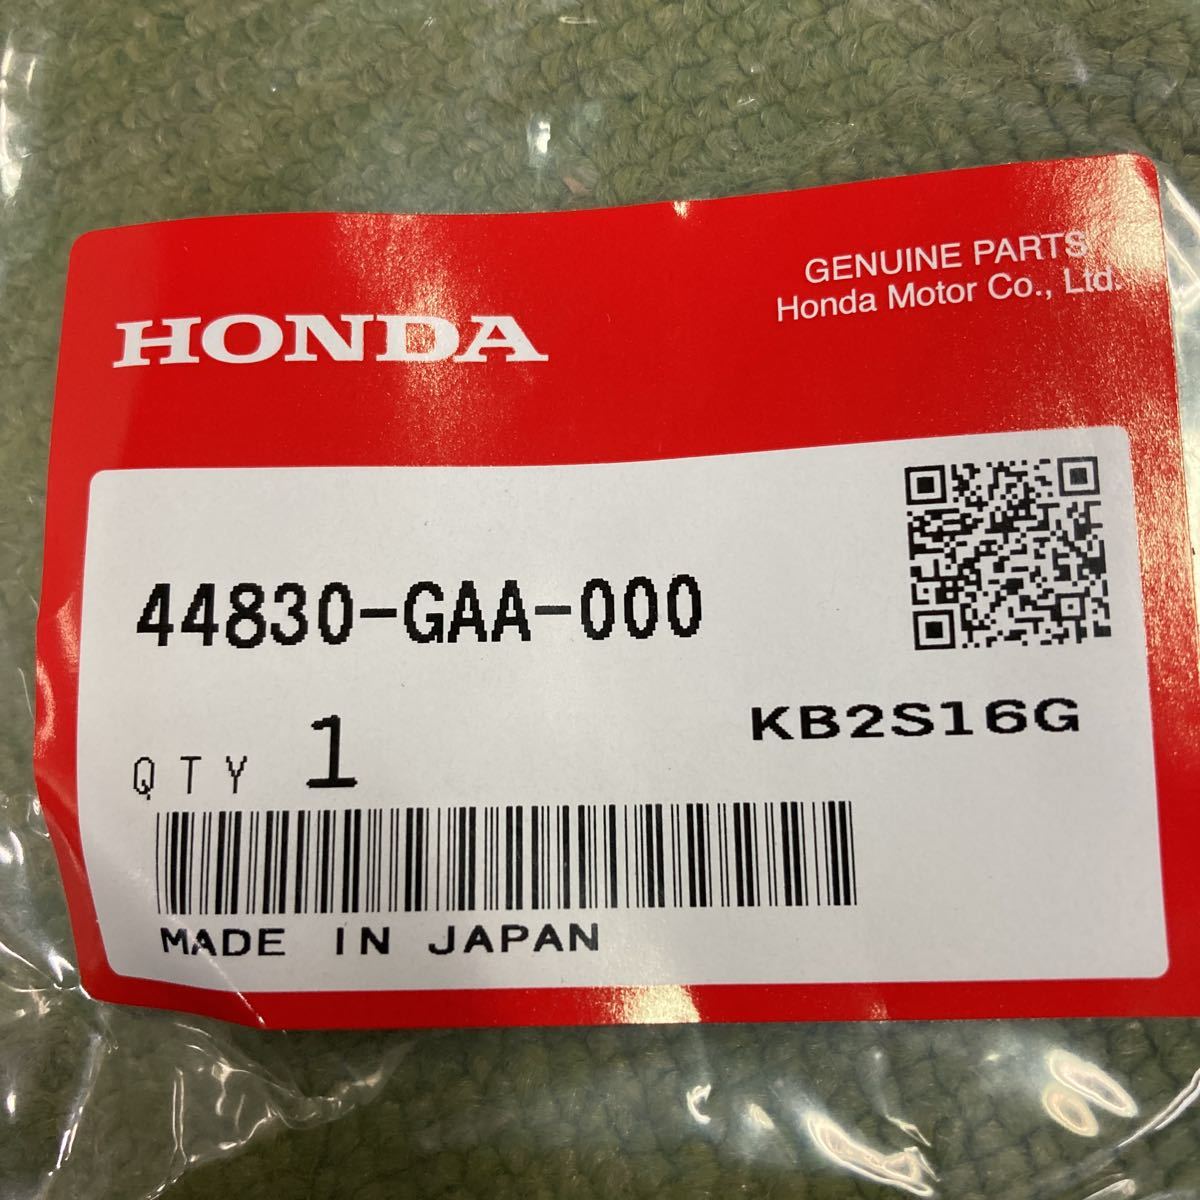 HONDA
GENUINE PARTS
Honda Motor Co., Ltd.
44830-GAA-000
KB2S16G
QTY 1
MADE IN JAPAN